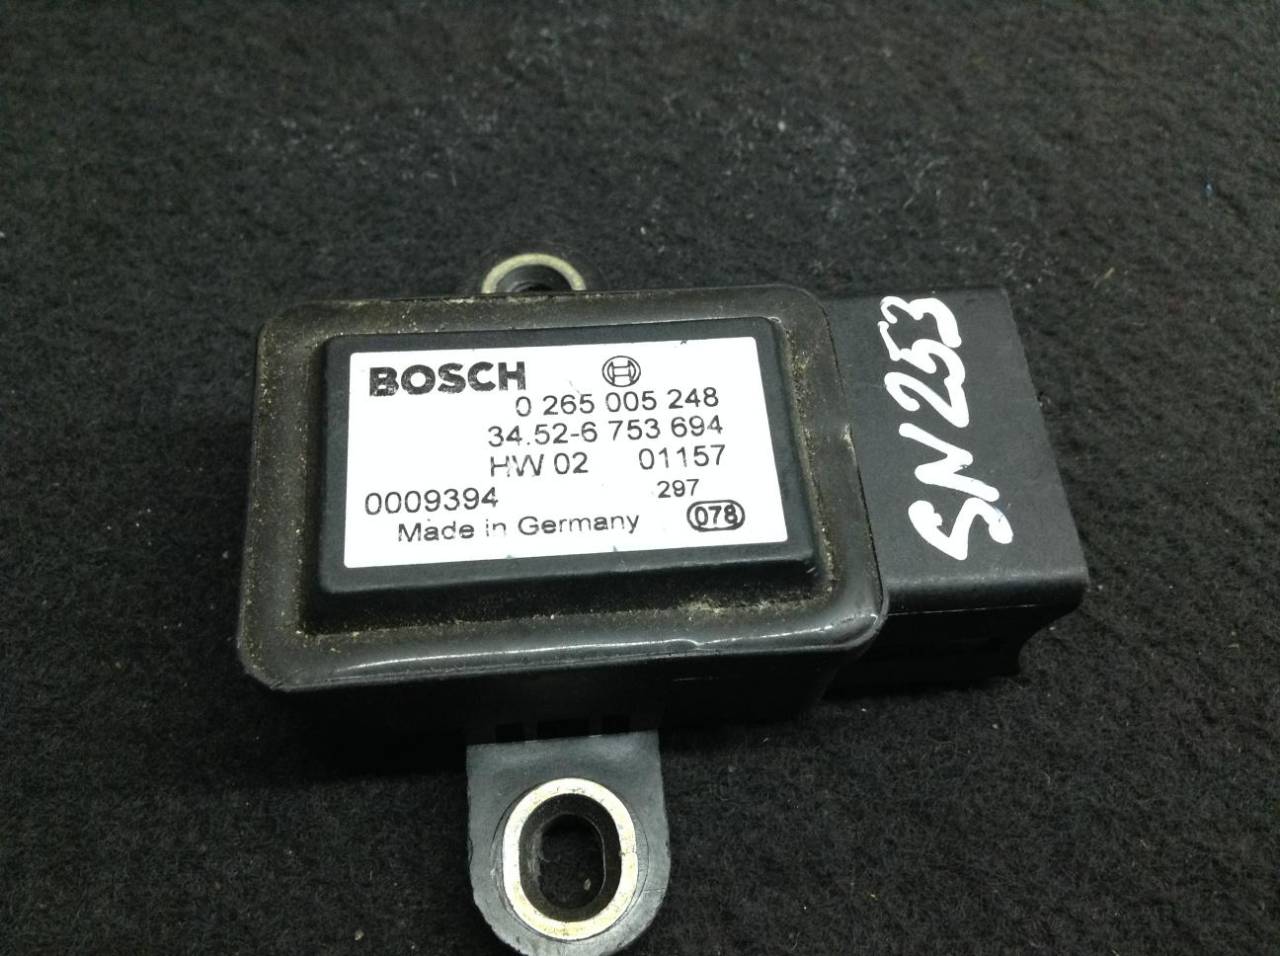 BOSCH
0 265 005 248
34.52-6 753 694
HW 02 01157
0009394 297
Made in Germany 078
SN253